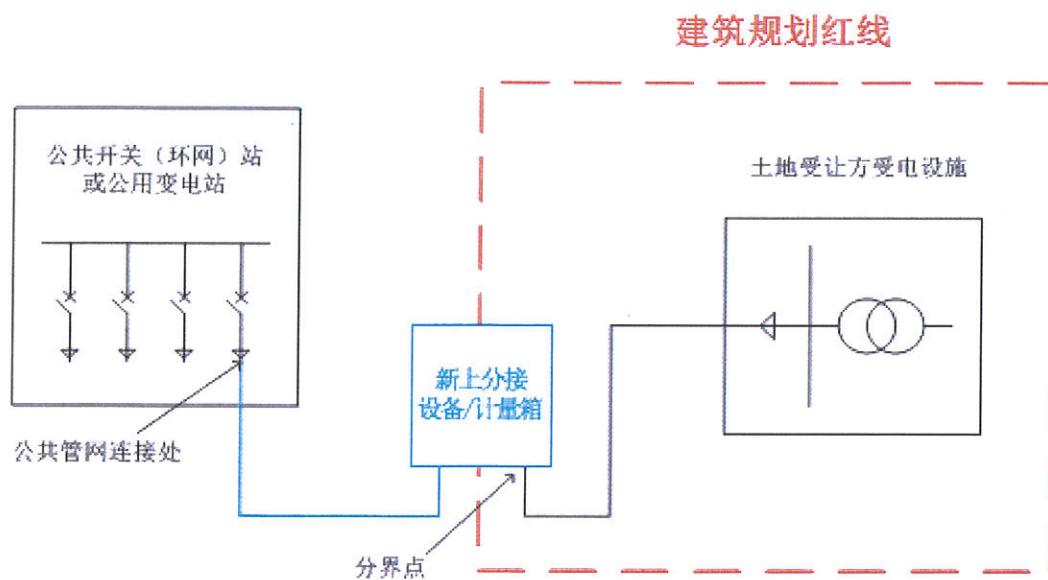 建筑规划红线
公共开关（环网）站
或公用变电站
土地受让方受电设施
新上分接
设备/计量箱
公共管网连接处
分界点